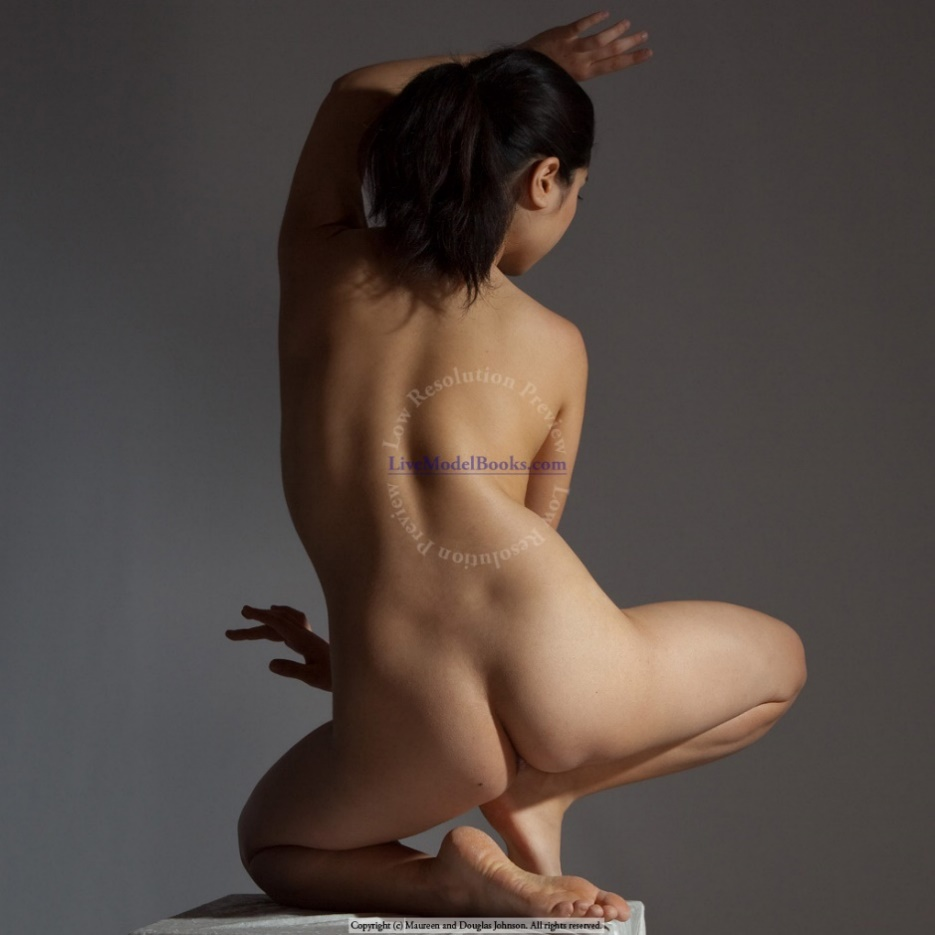 Low Resolution Preview
LiveModelBooks.com
Low Resolution Preview
Copyright (c) Maureen and Douglas Johnson. All rights reserved.